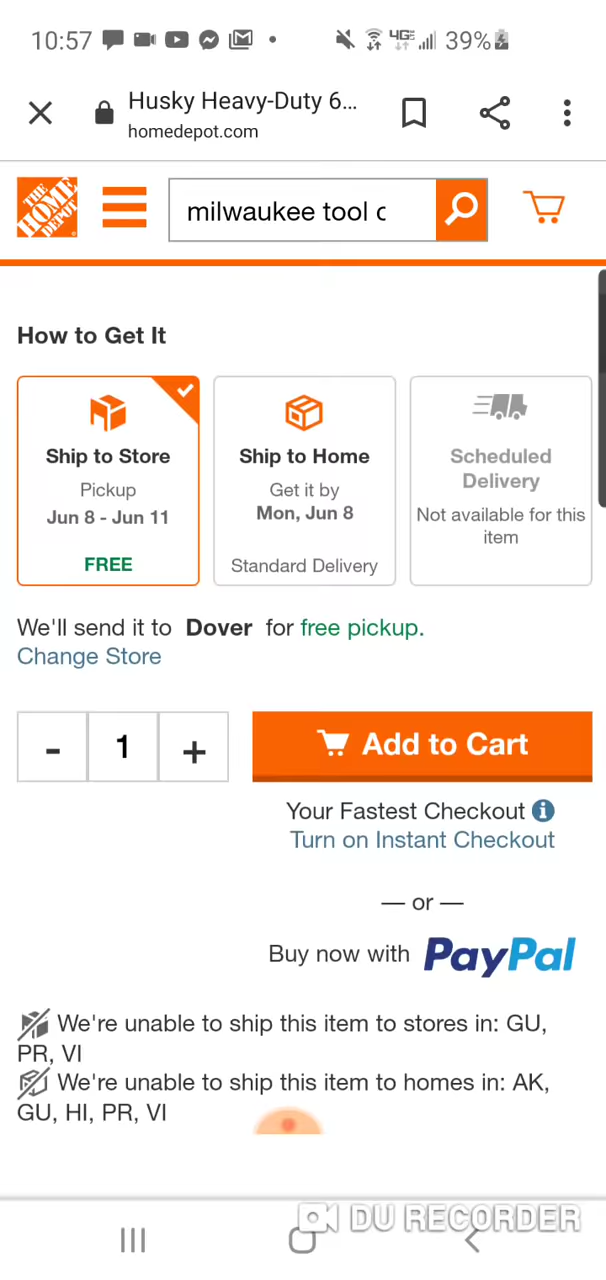 10:57 4GE 39%
Husky Heavy-Duty 6...
homedepot.com
THE HOME DEPOT
milwaukee tool c
How to Get It
Ship to Store
Pickup
Jun 8 - Jun 11
FREE
Ship to Home
Get it by
Mon, Jun 8
Standard Delivery
Scheduled
Delivery
Not available for this
item
We'll send it to Dover for free pickup.
Change Store
- 1 +
Add to Cart
Your Fastest Checkout
Turn on Instant Checkout
— or —
Buy now with PayPal
We're unable to ship this item to stores in: GU,
PR, VI
We're unable to ship this item to homes in: AK,
GU, HI, PR, VI
DU RECORDER